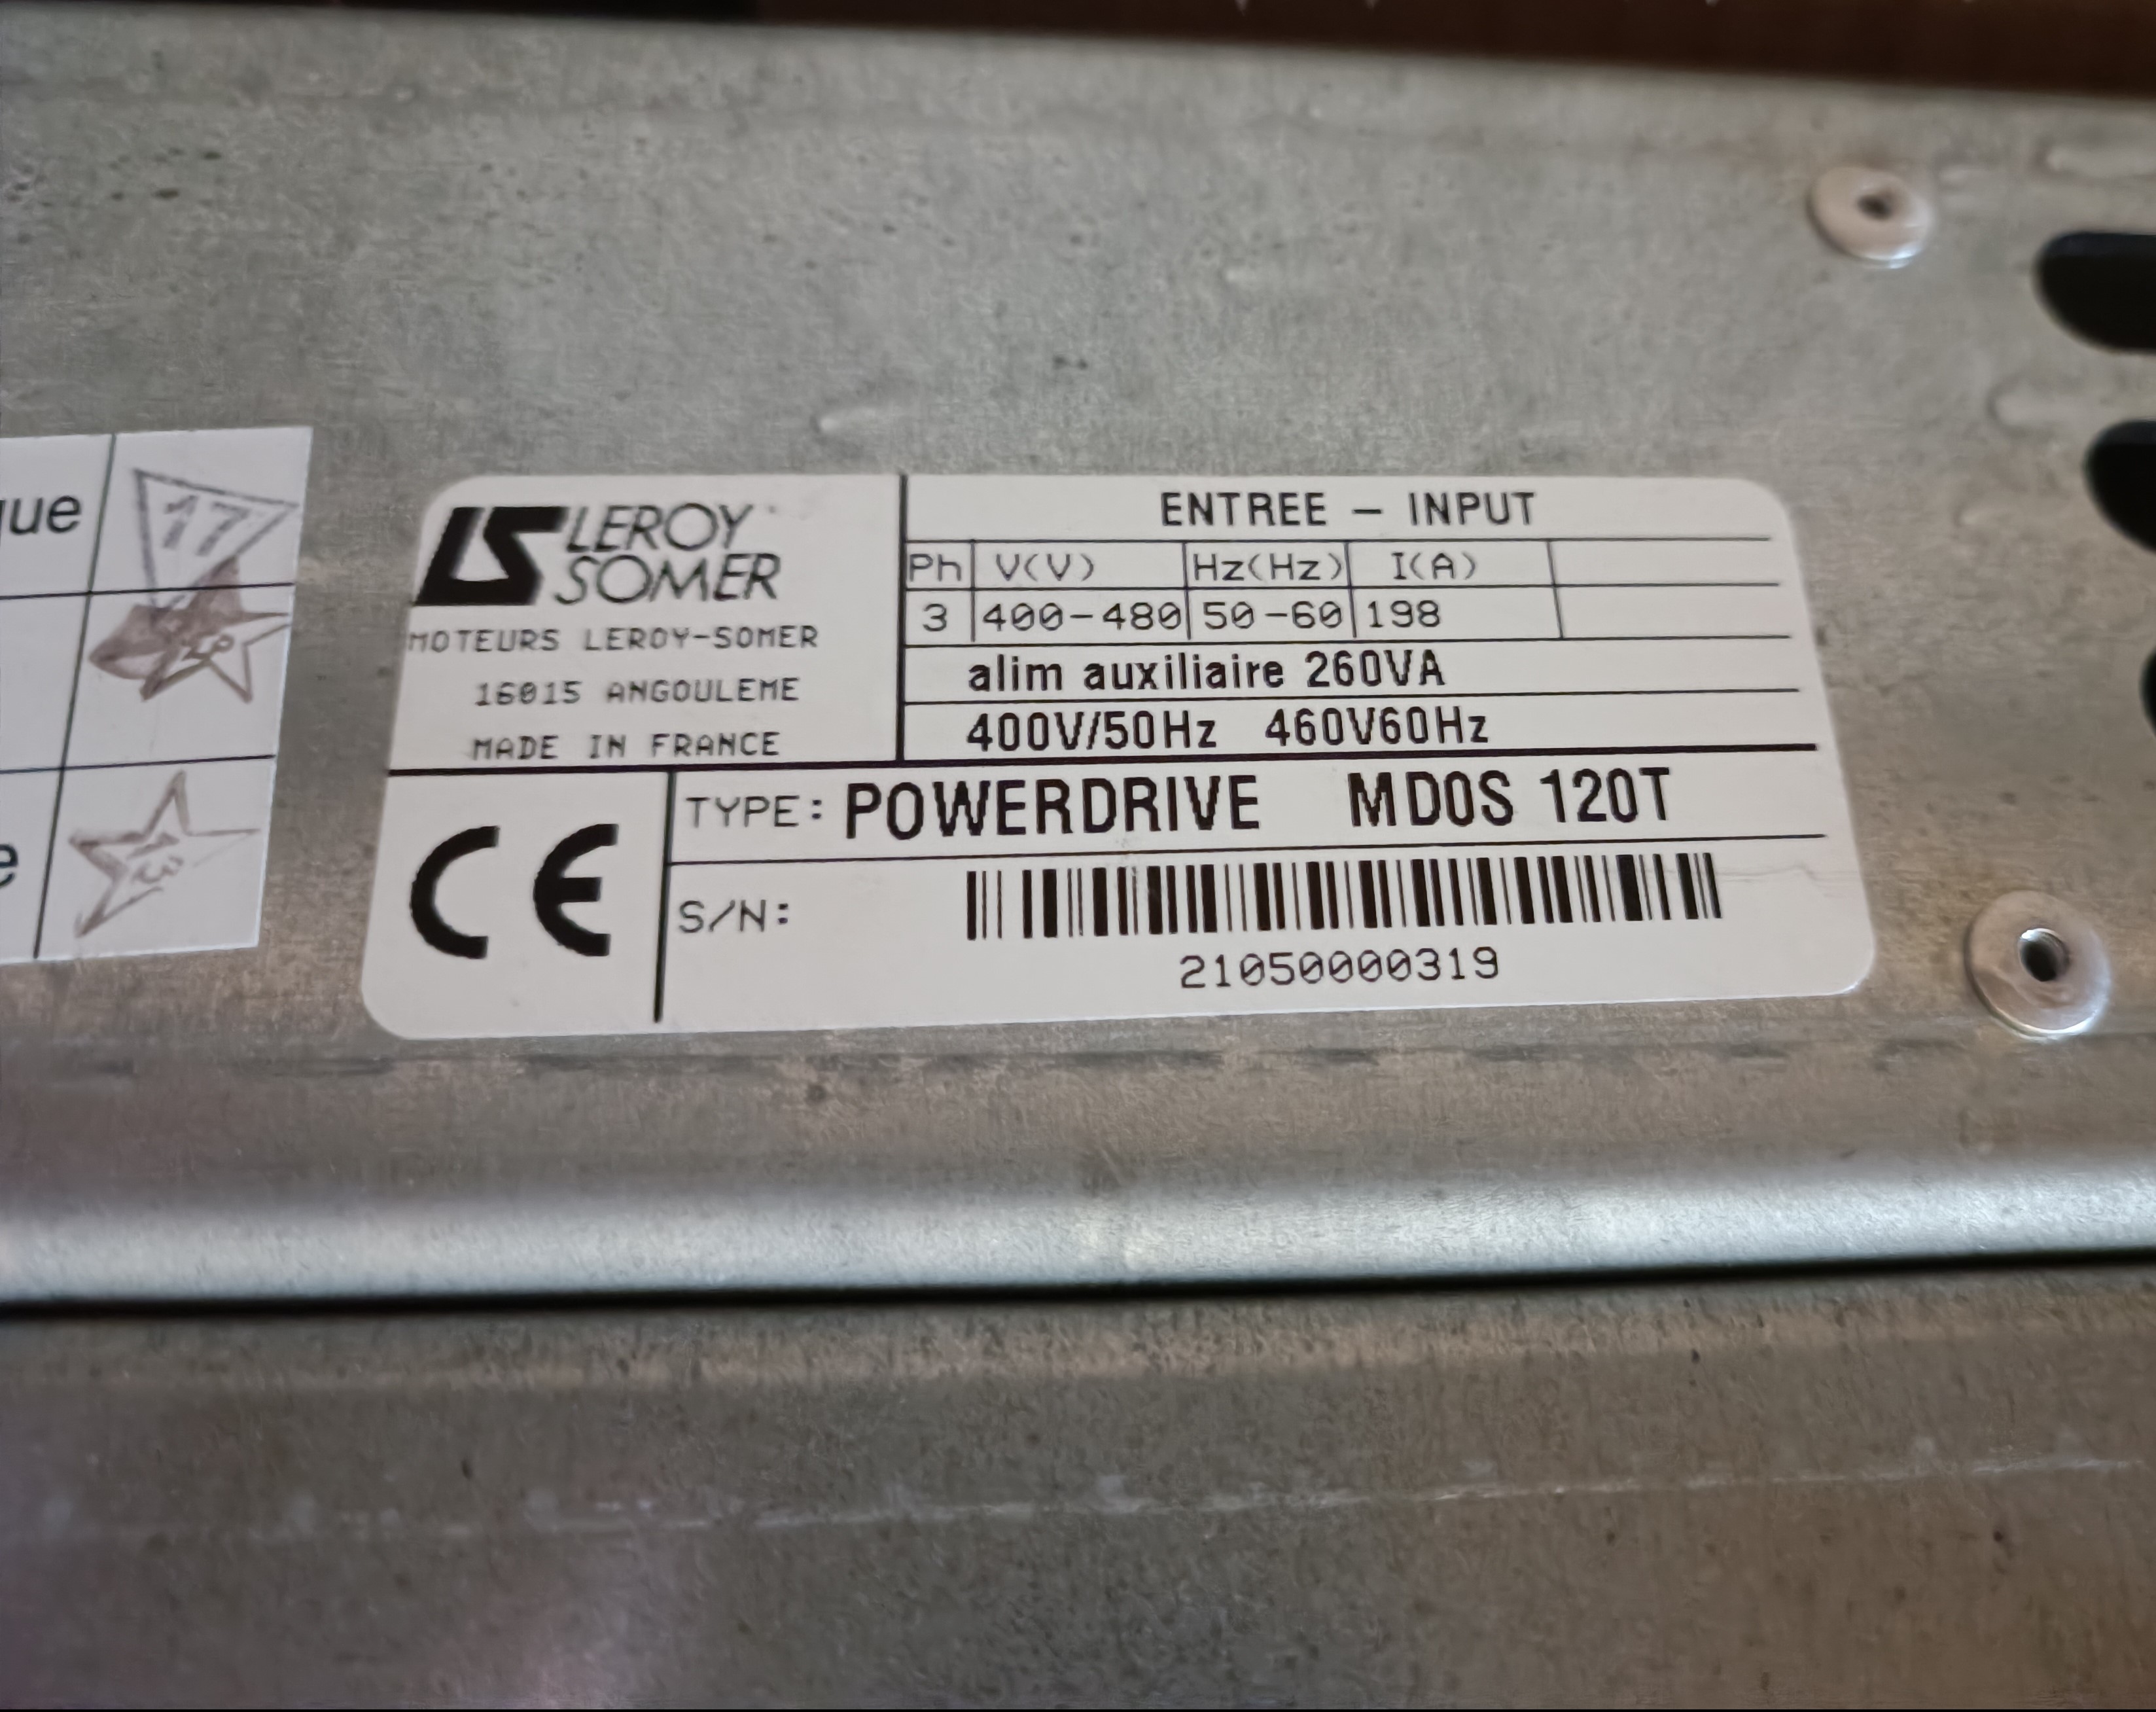 ue
17
e
13
LEROY
SOMER
MOTEURS LEROY-SOMER
16015 ANGOULEME
MADE IN FRANCE
ENTREE - INPUT
Ph V(V) Hz(Hz) I(A)
3 400-480 50-60 198
alim auxiliaire 260VA
400V/50Hz 460V60Hz
CE
TYPE: POWERDRIVE MD0S 120T
S/N:
21050000319